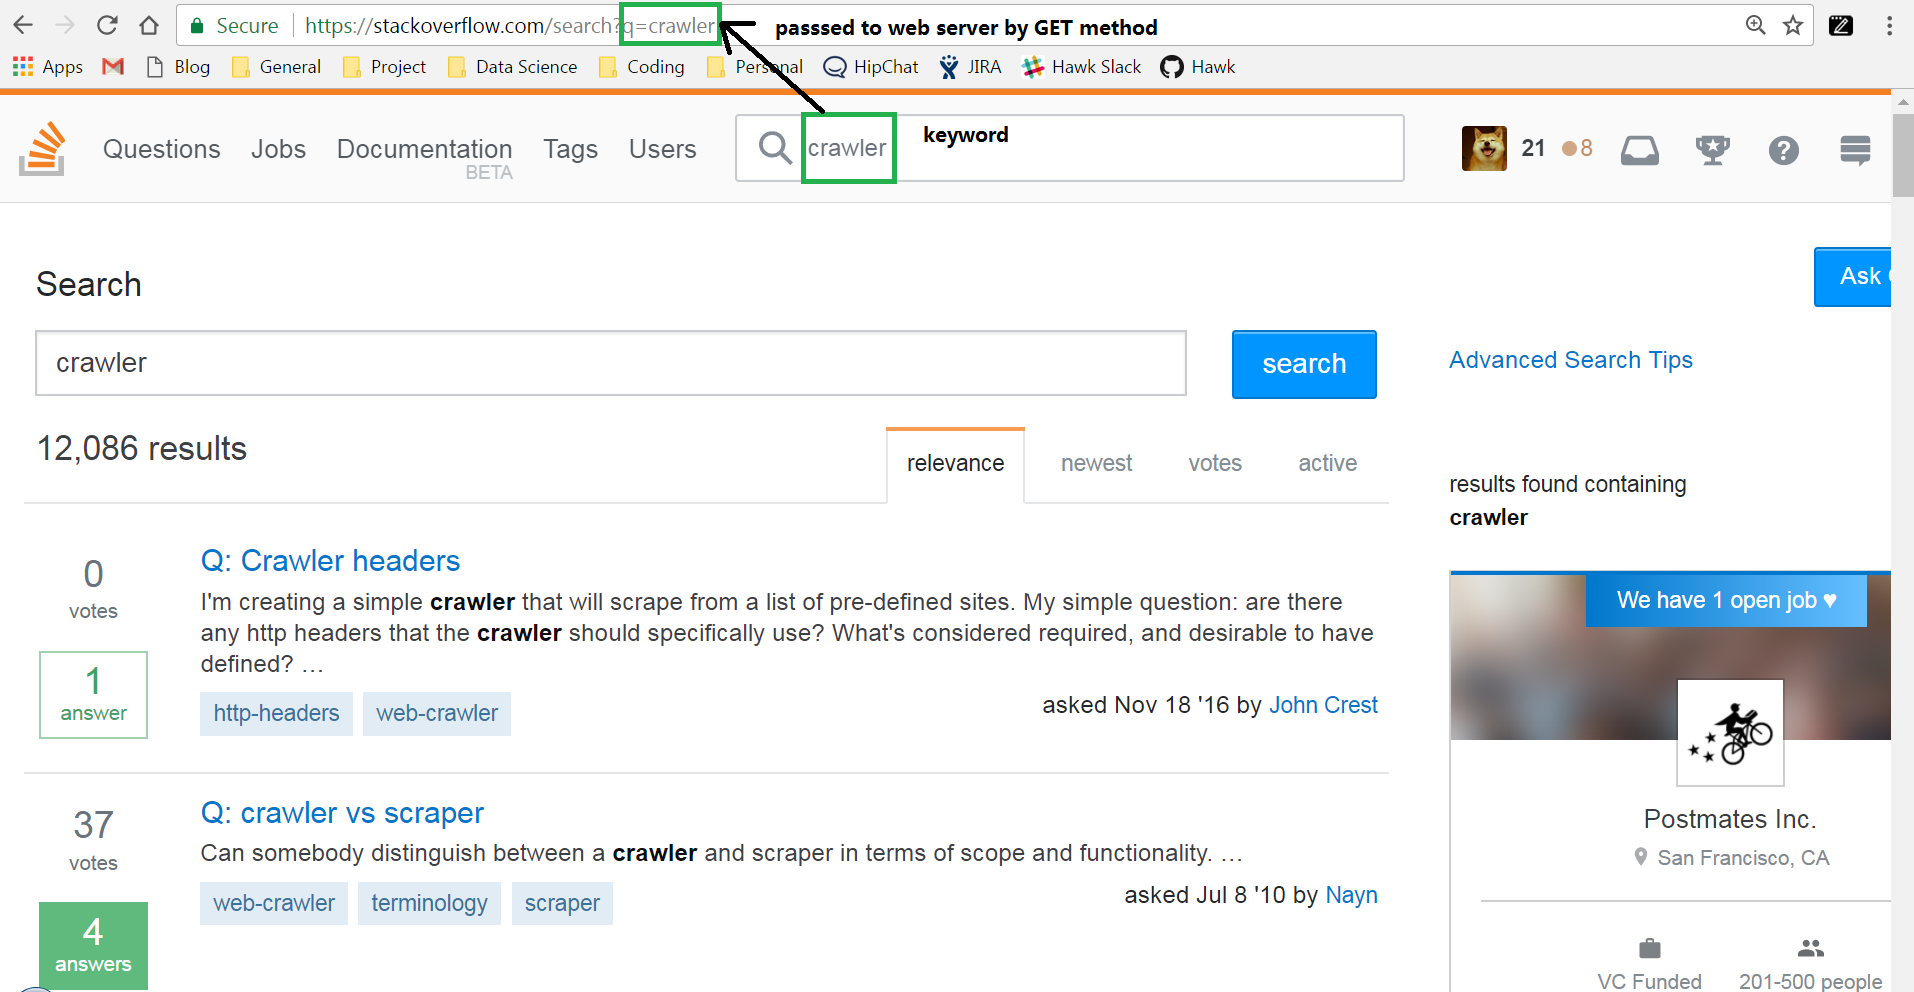 Secure https://stackoverflow.com/search?q=crawler passsed to web server by GET method
Apps Blog General Project Data Science Coding Personal HipChat JIRA Hawk Slack Hawk
Questions Jobs Documentation Tags Users crawler keyword 21 8
BETA
Search
Ask
crawler search Advanced Search Tips
12,086 results
relevance newest votes active
results found containing
crawler
0
votes
1
answer
Q: Crawler headers
I'm creating a simple crawler that will scrape from a list of pre-defined sites. My simple question: are there
any http headers that the crawler should specifically use? What's considered required, and desirable to have
defined? …
http-headers web-crawler
asked Nov 18 '16 by John Crest
37
votes
4
answers
Q: crawler vs scraper
Can somebody distinguish between a crawler and scraper in terms of scope and functionality. …
web-crawler terminology scraper
asked Jul 8 '10 by Nayn
We have 1 open job ♥
Postmates Inc.
San Francisco, CA
VC Funded 201-500 people